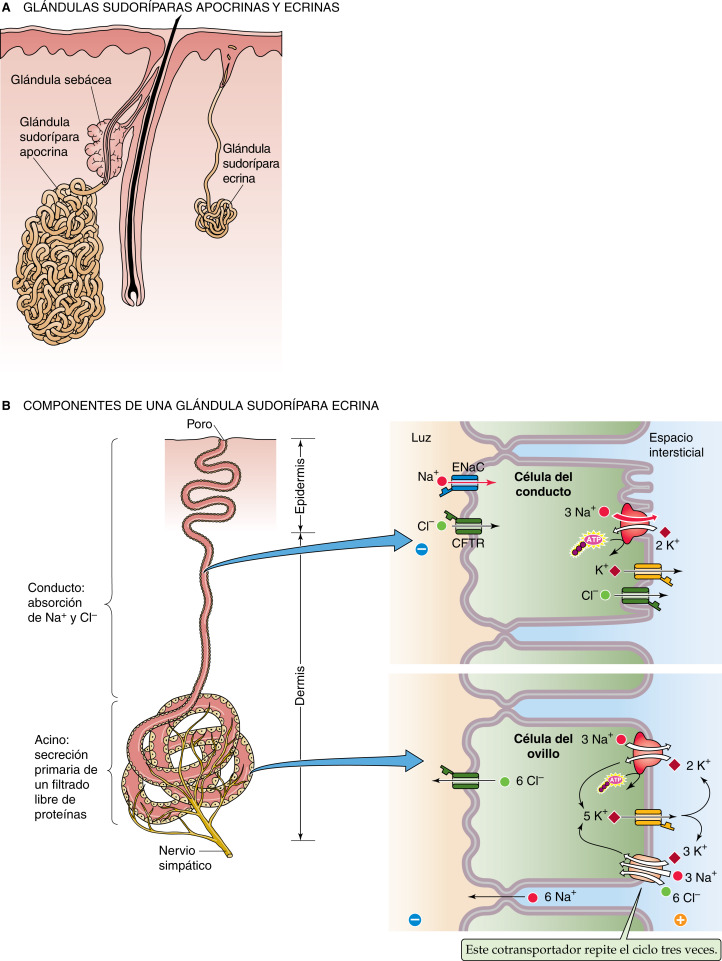 A GLÁNDULAS SUDORÍPARAS APOCRINAS Y ECRINAS
Glándula sebácea
Glándula
sudorípara
apocrina
Glándula
sudorípara
ecrina
B COMPONENTES DE UNA GLÁNDULA SUDORÍPARA ECRINA
Poro
Epidermis
Dermis
Conducto:
absorción
de Na⁺ y Cl⁻
Acino:
secreción
primaria de
un filtrado
libre de
proteínas
Nervio
simpático
Luz
Espacio
intersticial
Na⁺
ENaC
Célula del
conducto
Cl⁻
CFTR
3 Na⁺
ATP
2 K⁺
K⁺
Cl⁻
Célula del
ovillo
3 Na⁺
2 K⁺
ATP
6 Cl⁻
5 K⁺
3 K⁺
3 Na⁺
6 Cl⁻
6 Na⁺
Este cotransportador repite el ciclo tres veces.